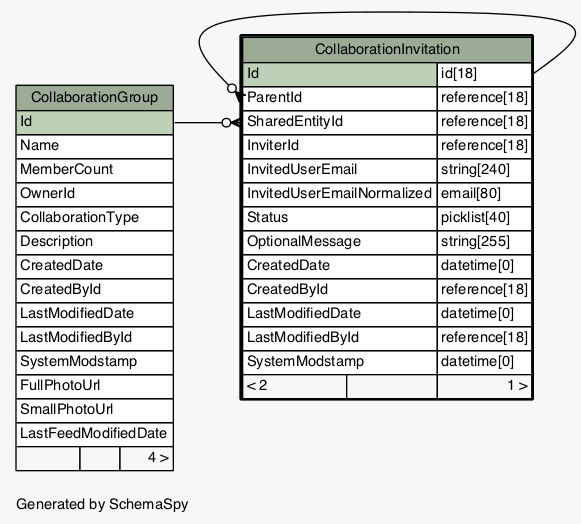 CollaborationInvitation
Id id[18]
ParentId reference[18]
SharedEntityId reference[18]
InviterId reference[18]
InvitedUserEmail string[240]
InvitedUserEmailNormalized email[80]
Status picklist[40]
OptionalMessage string[255]
CreatedDate datetime[0]
CreatedById reference[18]
LastModifiedDate datetime[0]
LastModifiedById reference[18]
SystemModstamp datetime[0]
< 2 1 >
CollaborationGroup
Id
Name
MemberCount
OwnerId
CollaborationType
Description
CreatedDate
CreatedById
LastModifiedDate
LastModifiedById
SystemModstamp
FullPhotoUrl
SmallPhotoUrl
LastFeedModifiedDate
4 >
Generated by SchemaSpy